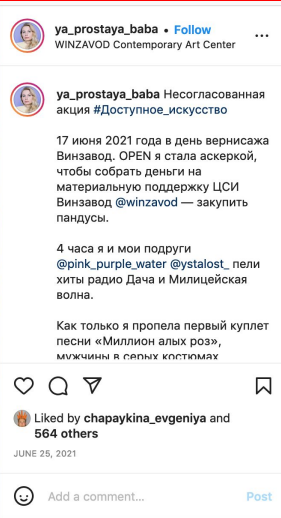 ya_prostaya_baba • Follow
WINZAVOD Contemporary Art Center
ya_prostaya_baba Несогласованная
акция #Доступное_искусство
17 июня 2021 года в день вернисажа
Винзавод. OPEN я стала аскеркой,
чтобы собрать деньги на
материальную поддержку ЦСИ
Винзавод @winzavod — закупить
пандусы.
4 часа я и мои подруги
@pink_purple_water @ystalost_ пели
хиты радио Дача и Милицейская
волна.
Как только я пропела первый куплет
песни «Миллион алых роз»,
мужчины в серых костюмах
Liked by chapaykina_evgeniya and
564 others
JUNE 25, 2021
Add a comment... Post